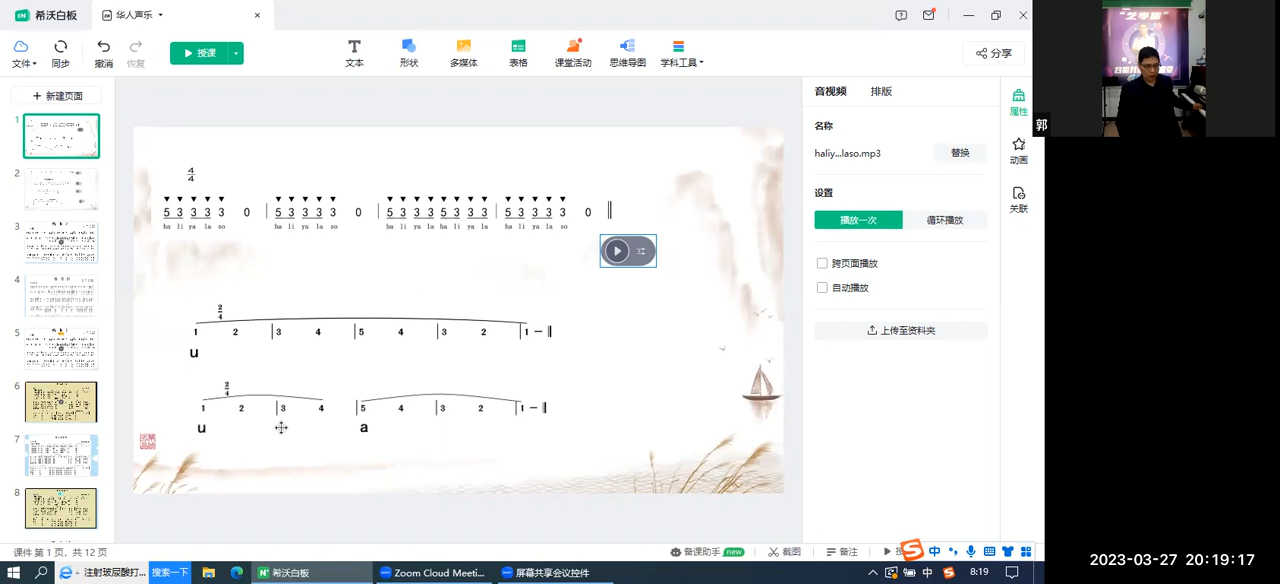 希沃白板
华人声乐
文件
同步
撤消
恢复
授课
文本
形状
多媒体
表格
课堂活动
思维导图
学科工具
分享
新建页面
1
2
3
4
5
6
7
8
4
4
5 3 3 3 3 0 5 3 3 3 3 0 5 3 3 3 5 3 3 3 5 3 3 3 3 0
ha li ya la so ha li ya la so ha li ya la ha li ya la ha li ya la so
2
4
1 2 3 4 5 4 3 2 1 –
u
2
4
1 2 3 4 5 4 3 2 1 –
u a
音视频
排版
名称
haliy...laso.mp3
替换
设置
播放一次
循环播放
跨页面播放
自动播放
上传至资料夹
属性
动画
关联
郭
课件 第 1 页，共 12 页
备课助手 new
截图
备注
中
注射玻尿酸打...
搜索一下
希沃白板
Zoom Cloud Meeti...
屏幕共享会议控件
中
8:19
2023-03-27 20:19:17